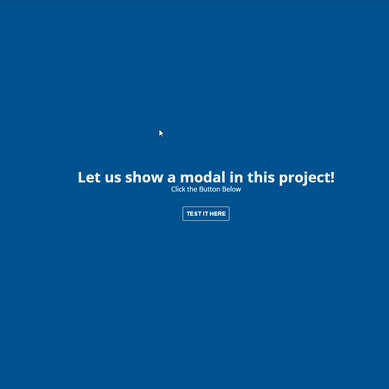 Let us show a modal in this project!
Click the Button Below
TEST IT HERE